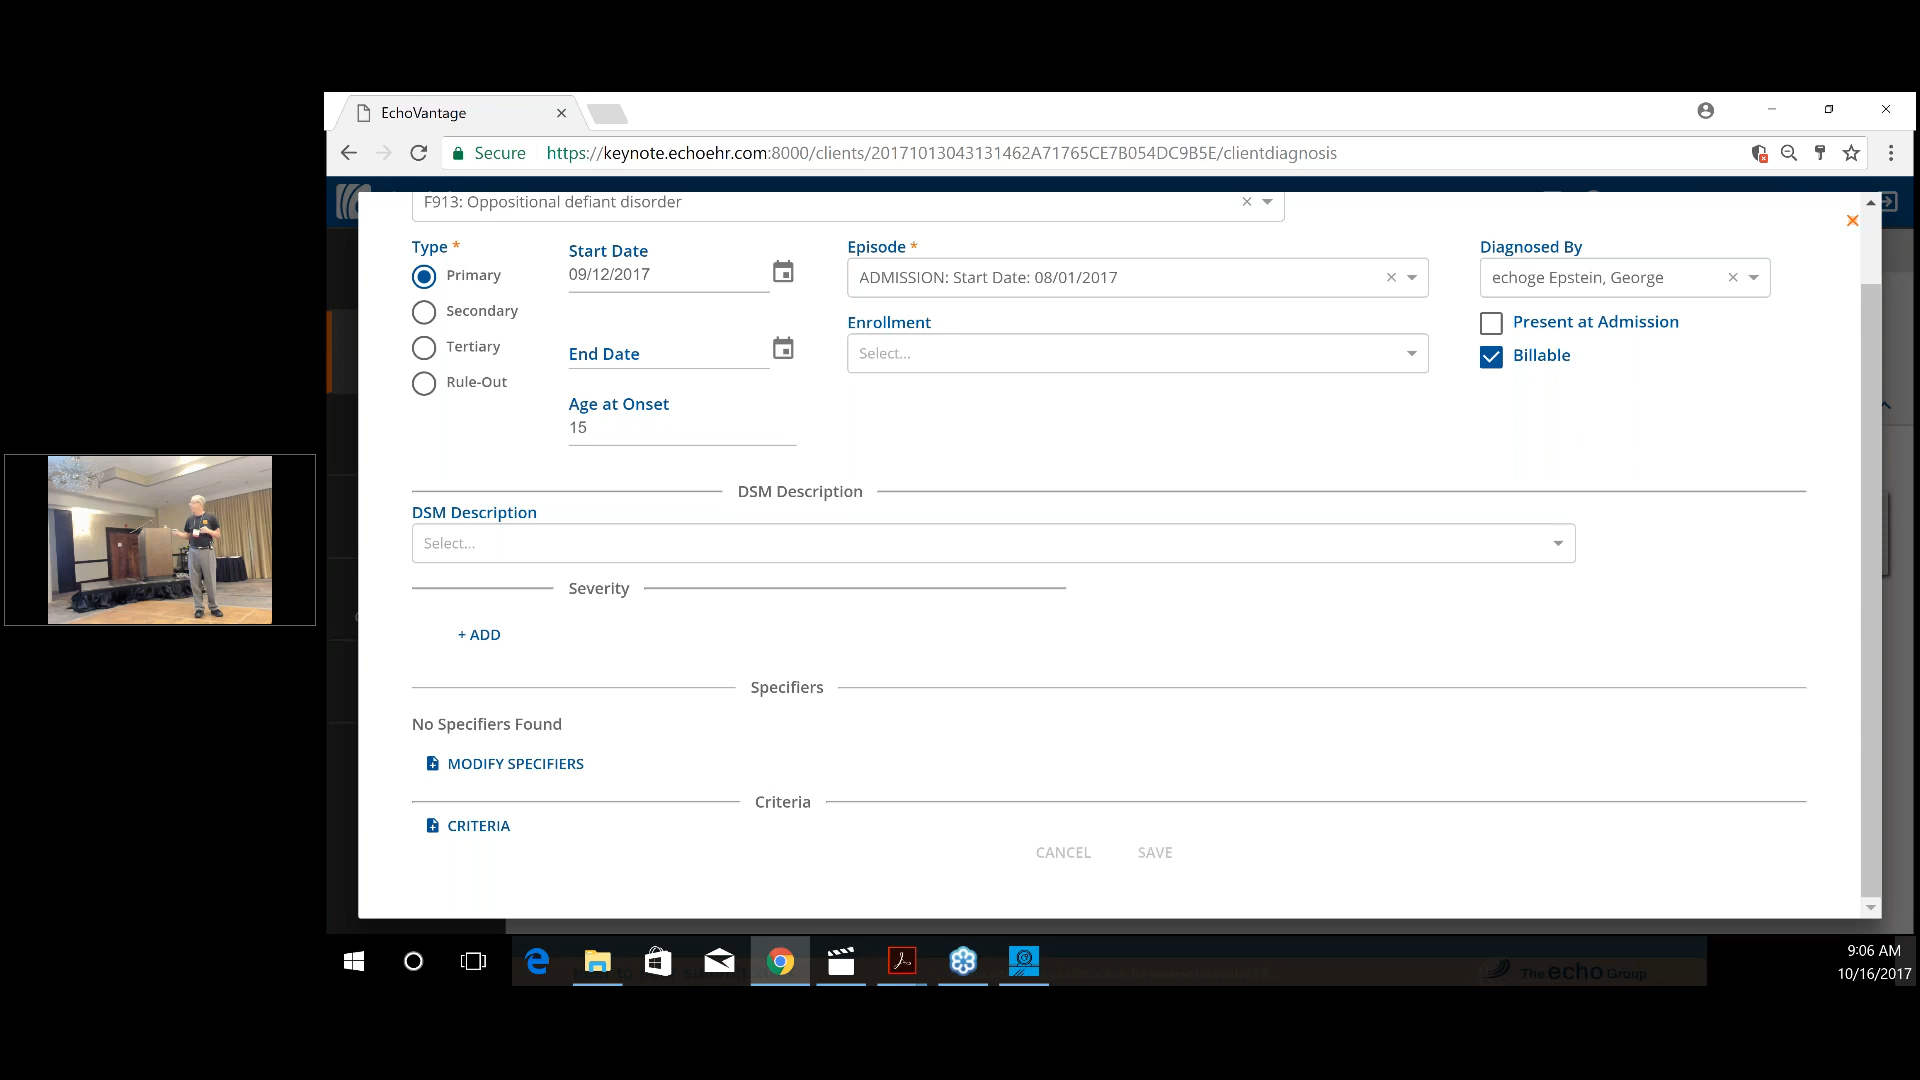 EchoVantage
Secure https://keynote.echoehr.com:8000/clients/20171013043131462A71765CE7B054DC9B5E/clientdiagnosis
F913: Oppositional defiant disorder
Type * Start Date Episode * Diagnosed By
Primary 09/12/2017 ADMISSION: Start Date: 08/01/2017 echoge Epstein, George
Secondary Enrollment Present at Admission
Tertiary End Date Select... Billable
Rule-Out
Age at Onset
15
DSM Description
DSM Description
Select...
Severity
+ ADD
Specifiers
No Specifiers Found
MODIFY SPECIFIERS
Criteria
CRITERIA
CANCEL SAVE
9:06 AM
The echo Group
10/16/2017